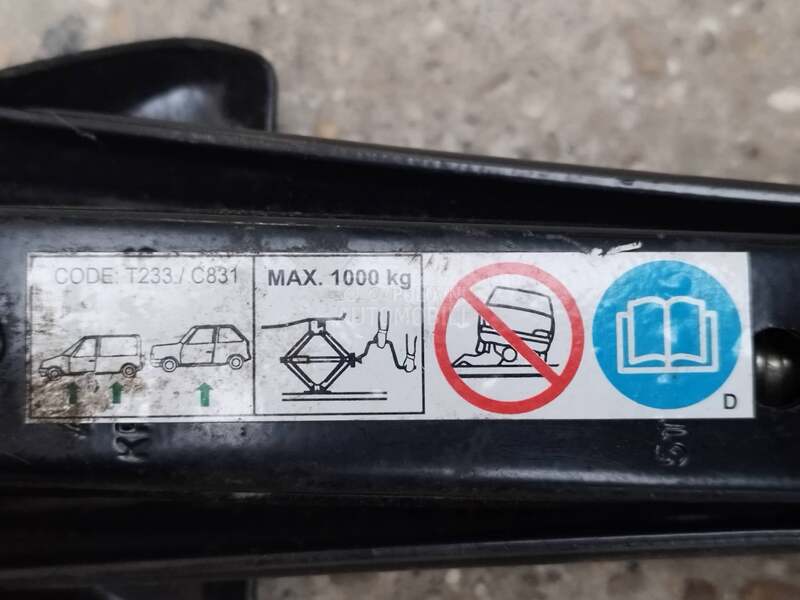 CODE: T233 / C831
MAX. 1000 kg
D